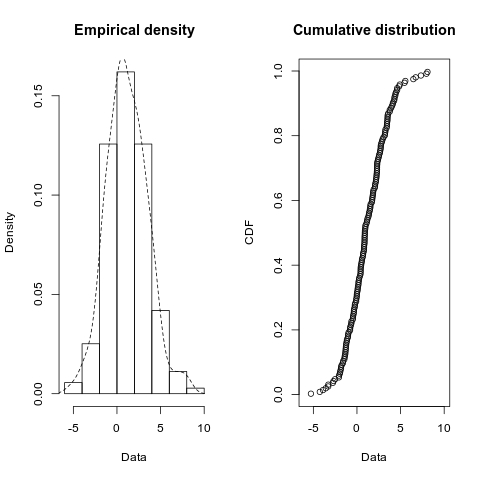 Empirical density
Density
0.00
0.05
0.10
0.15
-5 0 5 10
Data
Cumulative distribution
CDF
0.0
0.2
0.4
0.6
0.8
1.0
-5 0 5 10
Data